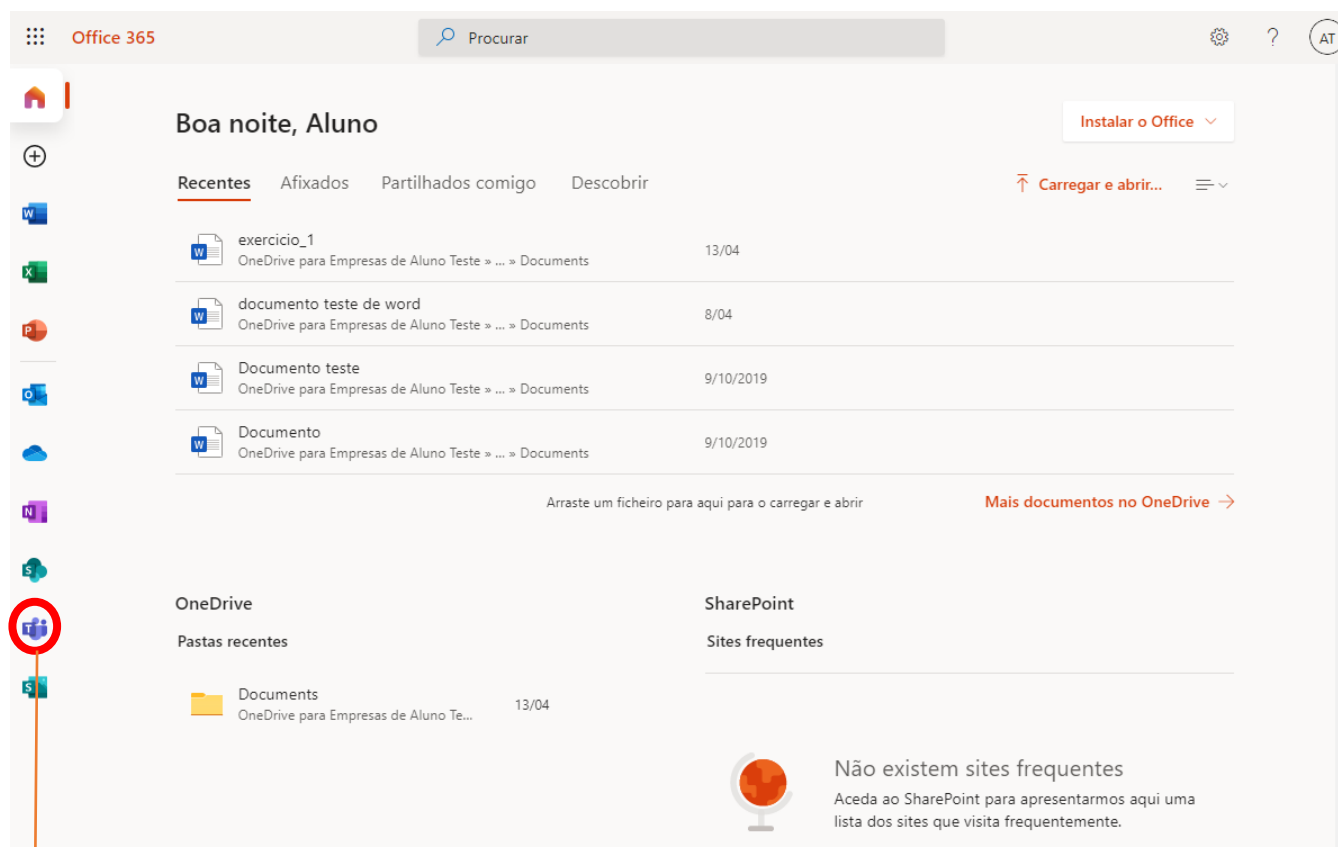 Office 365
Procurar
?
AT
Boa noite, Aluno
Instalar o Office
Recentes Afixados Partilhados comigo Descobrir
Carregar e abrir...
W
exercicio_1
OneDrive para Empresas de Aluno Teste » ... » Documents
13/04
X
W
documento teste de word
OneDrive para Empresas de Aluno Teste » ... » Documents
8/04
P
W
Documento teste
OneDrive para Empresas de Aluno Teste » ... » Documents
9/10/2019
O
W
Documento
OneDrive para Empresas de Aluno Teste » ... » Documents
9/10/2019
W
N
Arraste um ficheiro para aqui para o carregar e abrir
Mais documentos no OneDrive
S
OneDrive
SharePoint
T
Pastas recentes
Sites frequentes
S
Documents
OneDrive para Empresas de Aluno Te...
13/04
Não existem sites frequentes
Aceda ao SharePoint para apresentarmos aqui uma
lista dos sites que visita frequentemente.